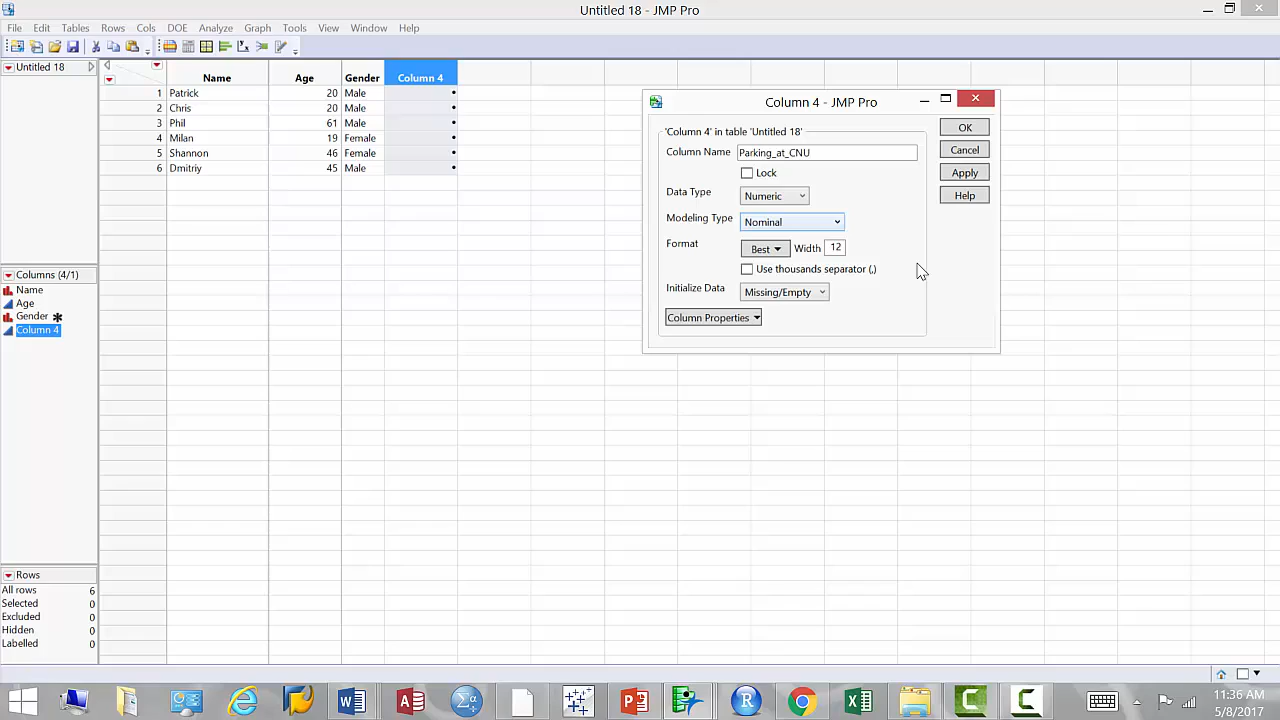 Untitled 18 - JMP Pro
File Edit Tables Rows Cols DOE Analyze Graph Tools View Window Help
Untitled 18
Name Age Gender Column 4
1 Patrick 20 Male •
2 Chris 20 Male •
3 Phil 61 Male •
4 Milan 19 Female •
5 Shannon 46 Female •
6 Dmitriy 45 Male •
Columns (4/1)
Name
Age
Gender *
Column 4
Rows
All rows 6
Selected 0
Excluded 0
Hidden 0
Labelled 0
Column 4 - JMP Pro
'Column 4' in table 'Untitled 18'
Column Name Parking_at_CNU
Lock
Data Type Numeric
Modeling Type Nominal
Format Best Width 12
Use thousands separator (,)
Initialize Data Missing/Empty
Column Properties
OK
Cancel
Apply
Help
11:36 AM
5/8/2017